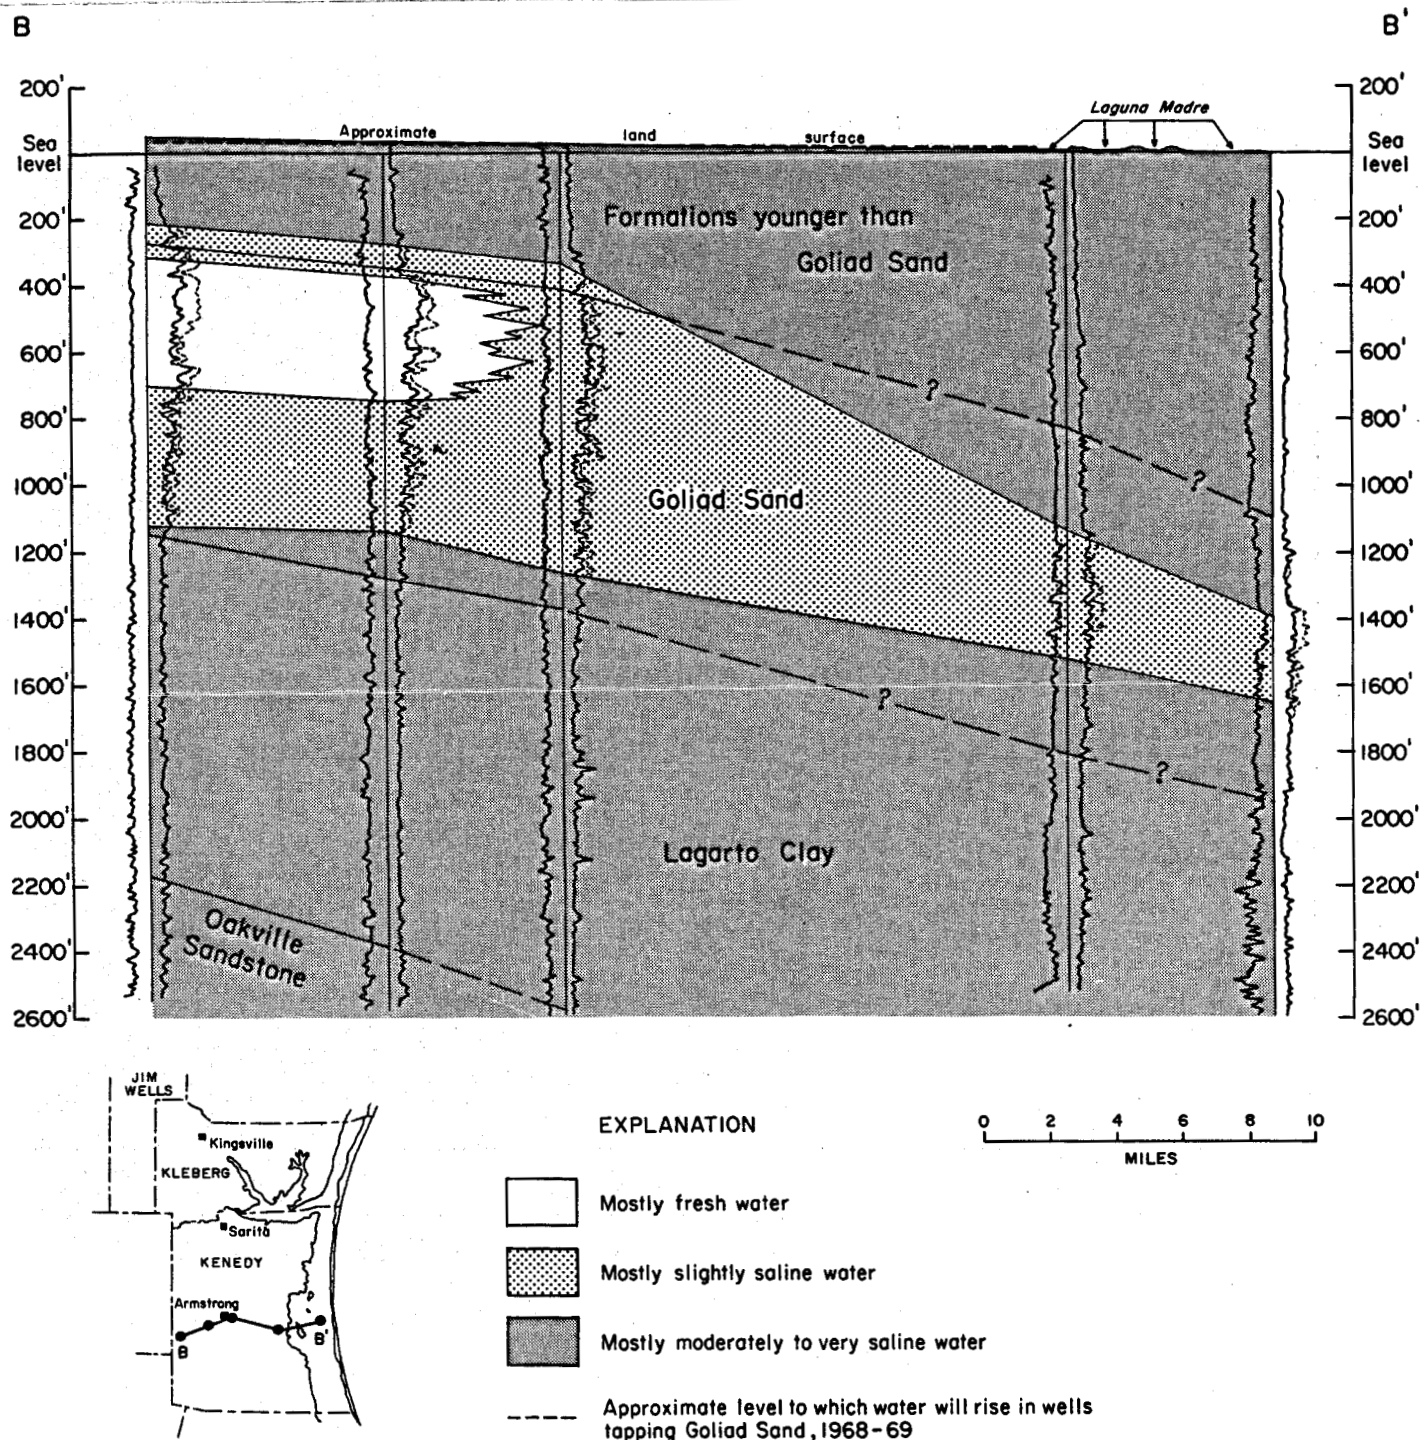 B
B'
200'
Sea
level
200'
400'
600'
800'
1000'
1200'
1400'
1600'
1800'
2000'
2200'
2400'
2600'
Approximate land surface
Laguna Madre
200'
Sea
level
200'
400'
600'
800'
1000'
1200'
1400'
1600'
1800'
2000'
2200'
2400'
2600'
Formations younger than
Goliad Sand
?
?
Goliad Sand
?
?
Lagarto Clay
Oakville
Sandstone
JIM
WELLS
Kingsville
KLEBERG
Sarita
KENEDY
Armstrong
B
B'
EXPLANATION
Mostly fresh water
Mostly slightly saline water
Mostly moderately to very saline water
Approximate level to which water will rise in wells
tapping Goliad Sand, 1968-69
0 2 4 6 8 10
MILES